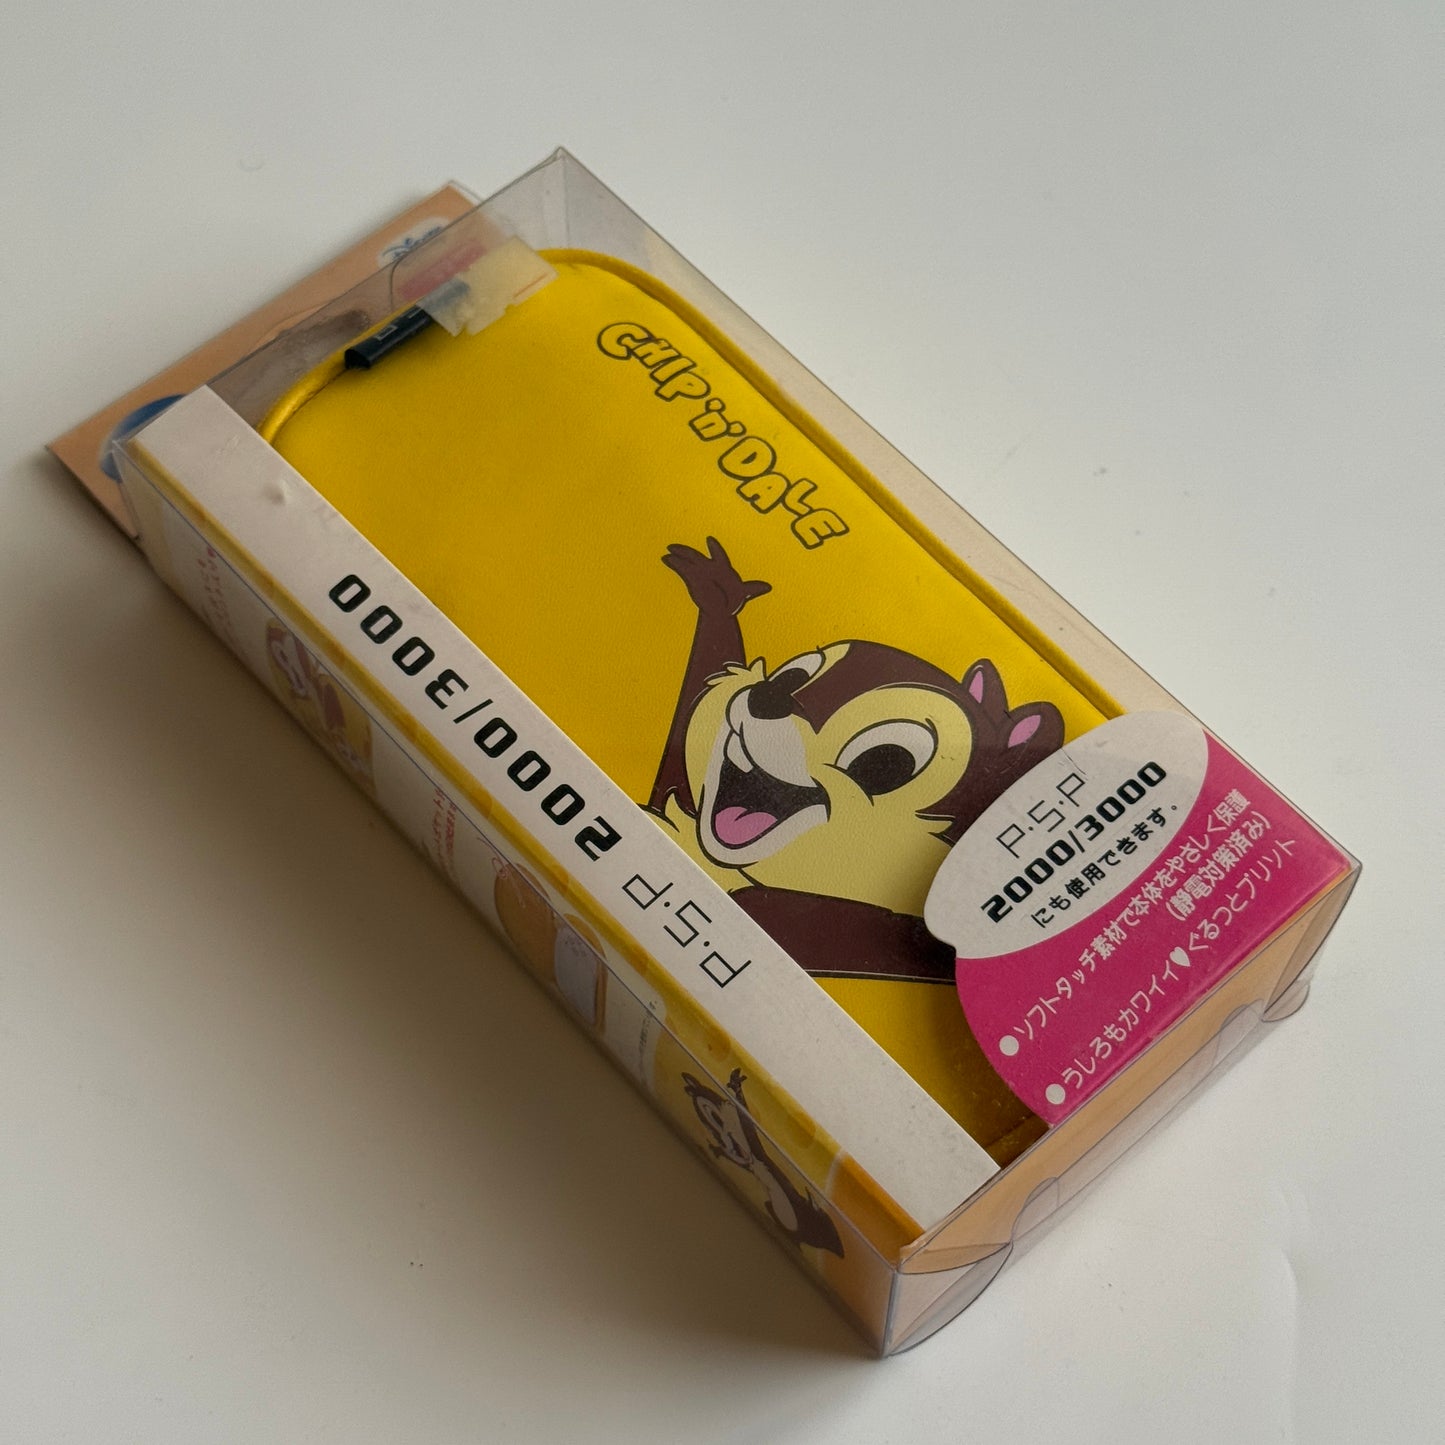 CHIP 'N' DALE
P·S·P 2000/3000
P·S·P
2000/3000
にも使用できます。
●ソフトタッチ素材で本体をやさしく保護
(静電対策済み)
●うしろもカワイイ♥ぐるっとプリント